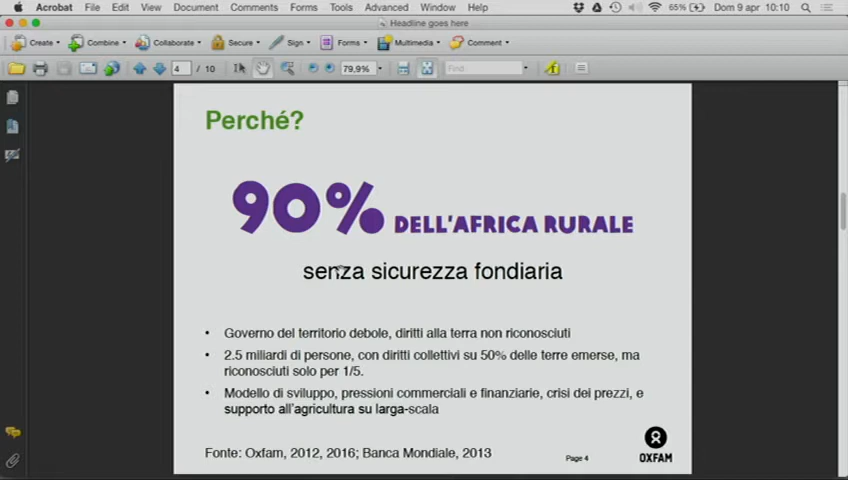 Acrobat File Edit View Document Comments Forms Tools Advanced Window Help 65% Dom 9 apr 10:10
Headline goes here
Create Combine Collaborate Secure Sign Forms Multimedia Comment
4 / 10 79,9% Find
Perché?
90% DELL'AFRICA RURALE
senza sicurezza fondiaria
• Governo del territorio debole, diritti alla terra non riconosciuti
• 2.5 miliardi di persone, con diritti collettivi su 50% delle terre emerse, ma
riconosciuti solo per 1/5.
• Modello di sviluppo, pressioni commerciali e finanziarie, crisi dei prezzi, e
supporto all'agricoltura su larga-scala
Fonte: Oxfam, 2012, 2016; Banca Mondiale, 2013
Page 4
OXFAM